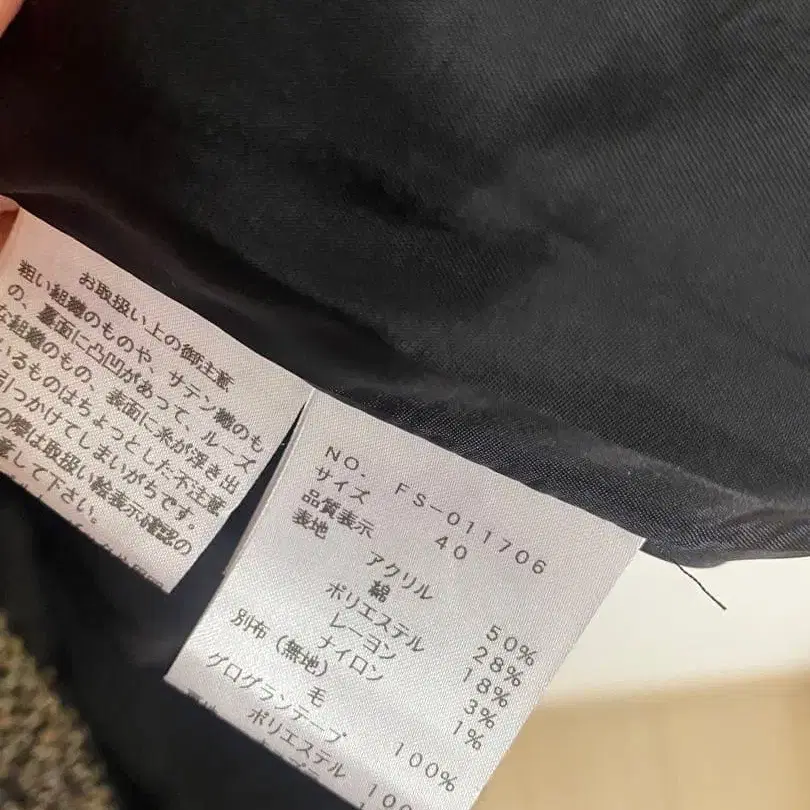 お取扱い上の御注意
粗い組織のものや、サテン織のも
の、裏面に凸凹があって、ルーズ
な組織のもの、表面に糸が浮き出
いるものはちょっとした不注意
引っかけてしまいがちです。
の際は取扱い絵表示確認の
意して下さい。
NO. FS-011706
サイズ 40
品質表示
表地
アクリル 50%
綿 28%
ポリエステル 18%
レーヨン 3%
ナイロン 1%
別布(無地)
毛 100%
グログランテープ
ポリエステル 100